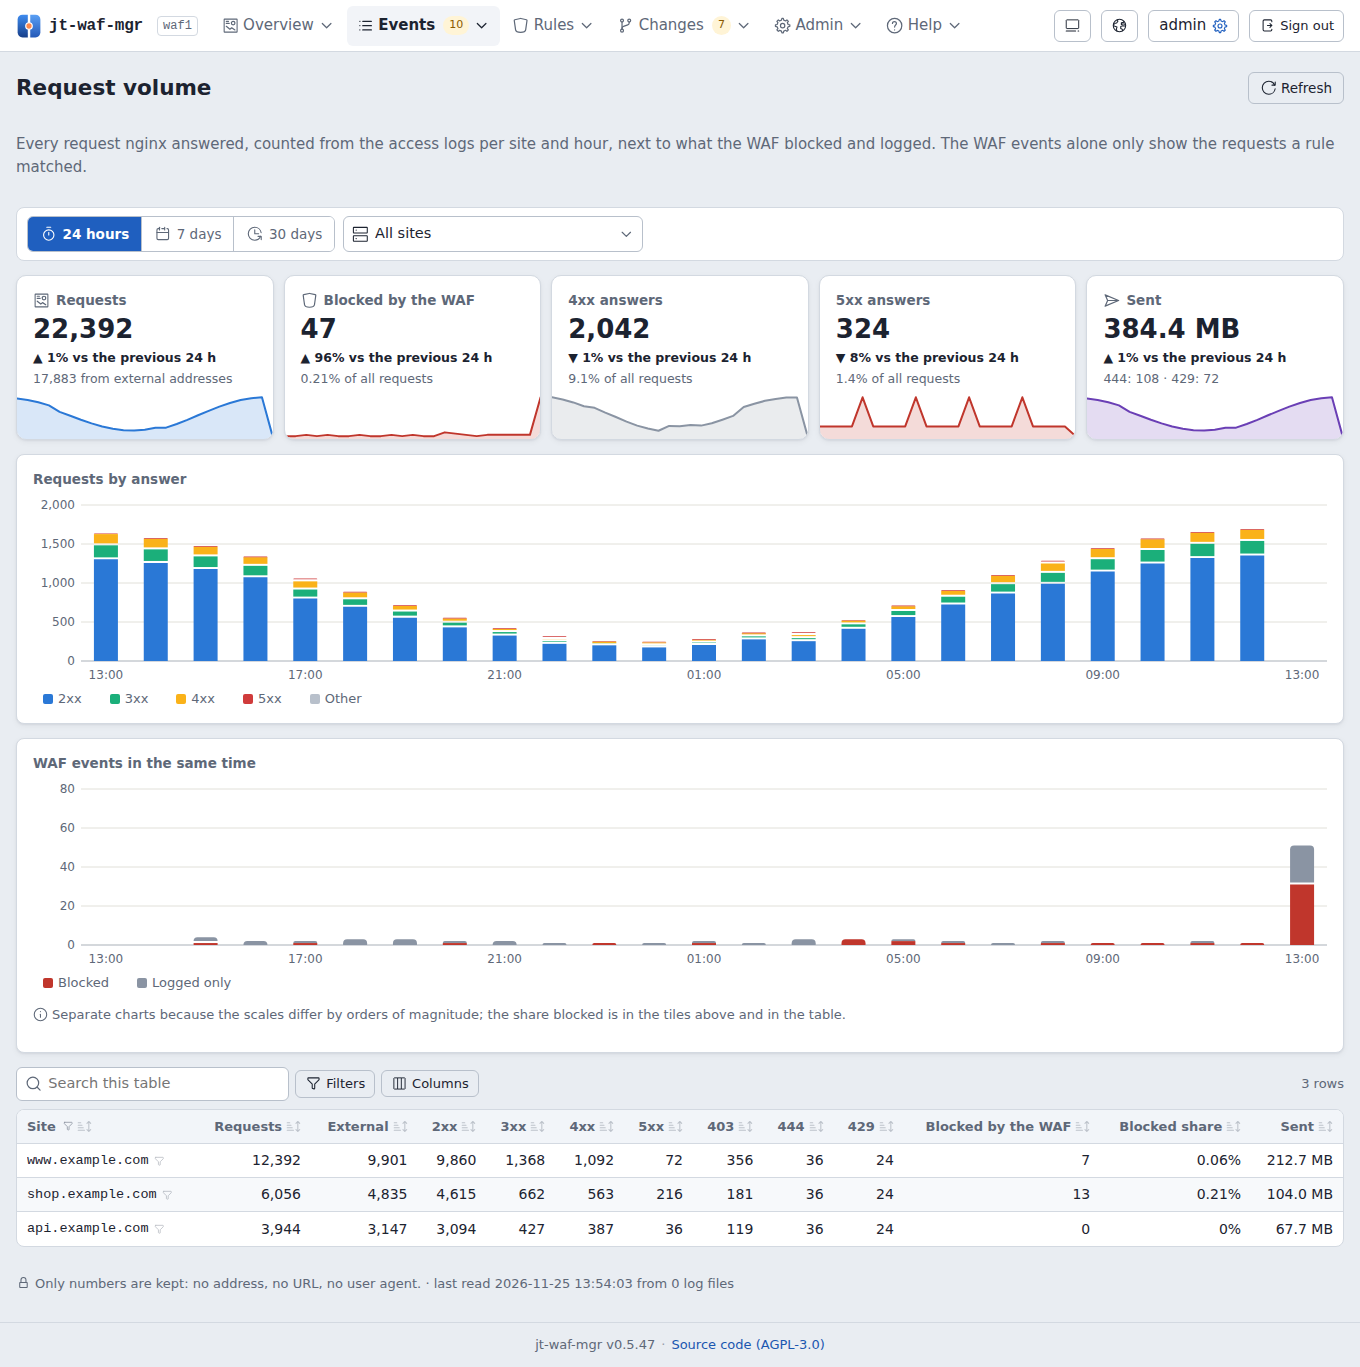 jt-waf-mgr waf1 Overview Events 10 Rules Changes 7 Admin Help admin Sign out
Request volume Refresh
Every request nginx answered, counted from the access logs per site and hour, next to what the WAF blocked and logged. The WAF events alone only show the requests a rule
matched.
24 hours 7 days 30 days All sites
Requests
22,392
▲ 1% vs the previous 24 h
17,883 from external addresses
Blocked by the WAF
47
▲ 96% vs the previous 24 h
0.21% of all requests
4xx answers
2,042
▼ 1% vs the previous 24 h
9.1% of all requests
5xx answers
324
▼ 8% vs the previous 24 h
1.4% of all requests
Sent
384.4 MB
▲ 1% vs the previous 24 h
444: 108 · 429: 72
Requests by answer
2,000
1,500
1,000
500
0
13:00 17:00 21:00 01:00 05:00 09:00 13:00
2xx 3xx 4xx 5xx Other
WAF events in the same time
80
60
40
20
0
13:00 17:00 21:00 01:00 05:00 09:00 13:00
Blocked Logged only
Separate charts because the scales differ by orders of magnitude; the share blocked is in the tiles above and in the table.
Search this table Filters Columns 3 rows
Site Requests External 2xx 3xx 4xx 5xx 403 444 429 Blocked by the WAF Blocked share Sent
www.example.com 12,392 9,901 9,860 1,368 1,092 72 356 36 24 7 0.06% 212.7 MB
shop.example.com 6,056 4,835 4,615 662 563 216 181 36 24 13 0.21% 104.0 MB
api.example.com 3,944 3,147 3,094 427 387 36 119 36 24 0 0% 67.7 MB
Only numbers are kept: no address, no URL, no user agent. · last read 2026-11-25 13:54:03 from 0 log files
jt-waf-mgr v0.5.47 · Source code (AGPL-3.0)